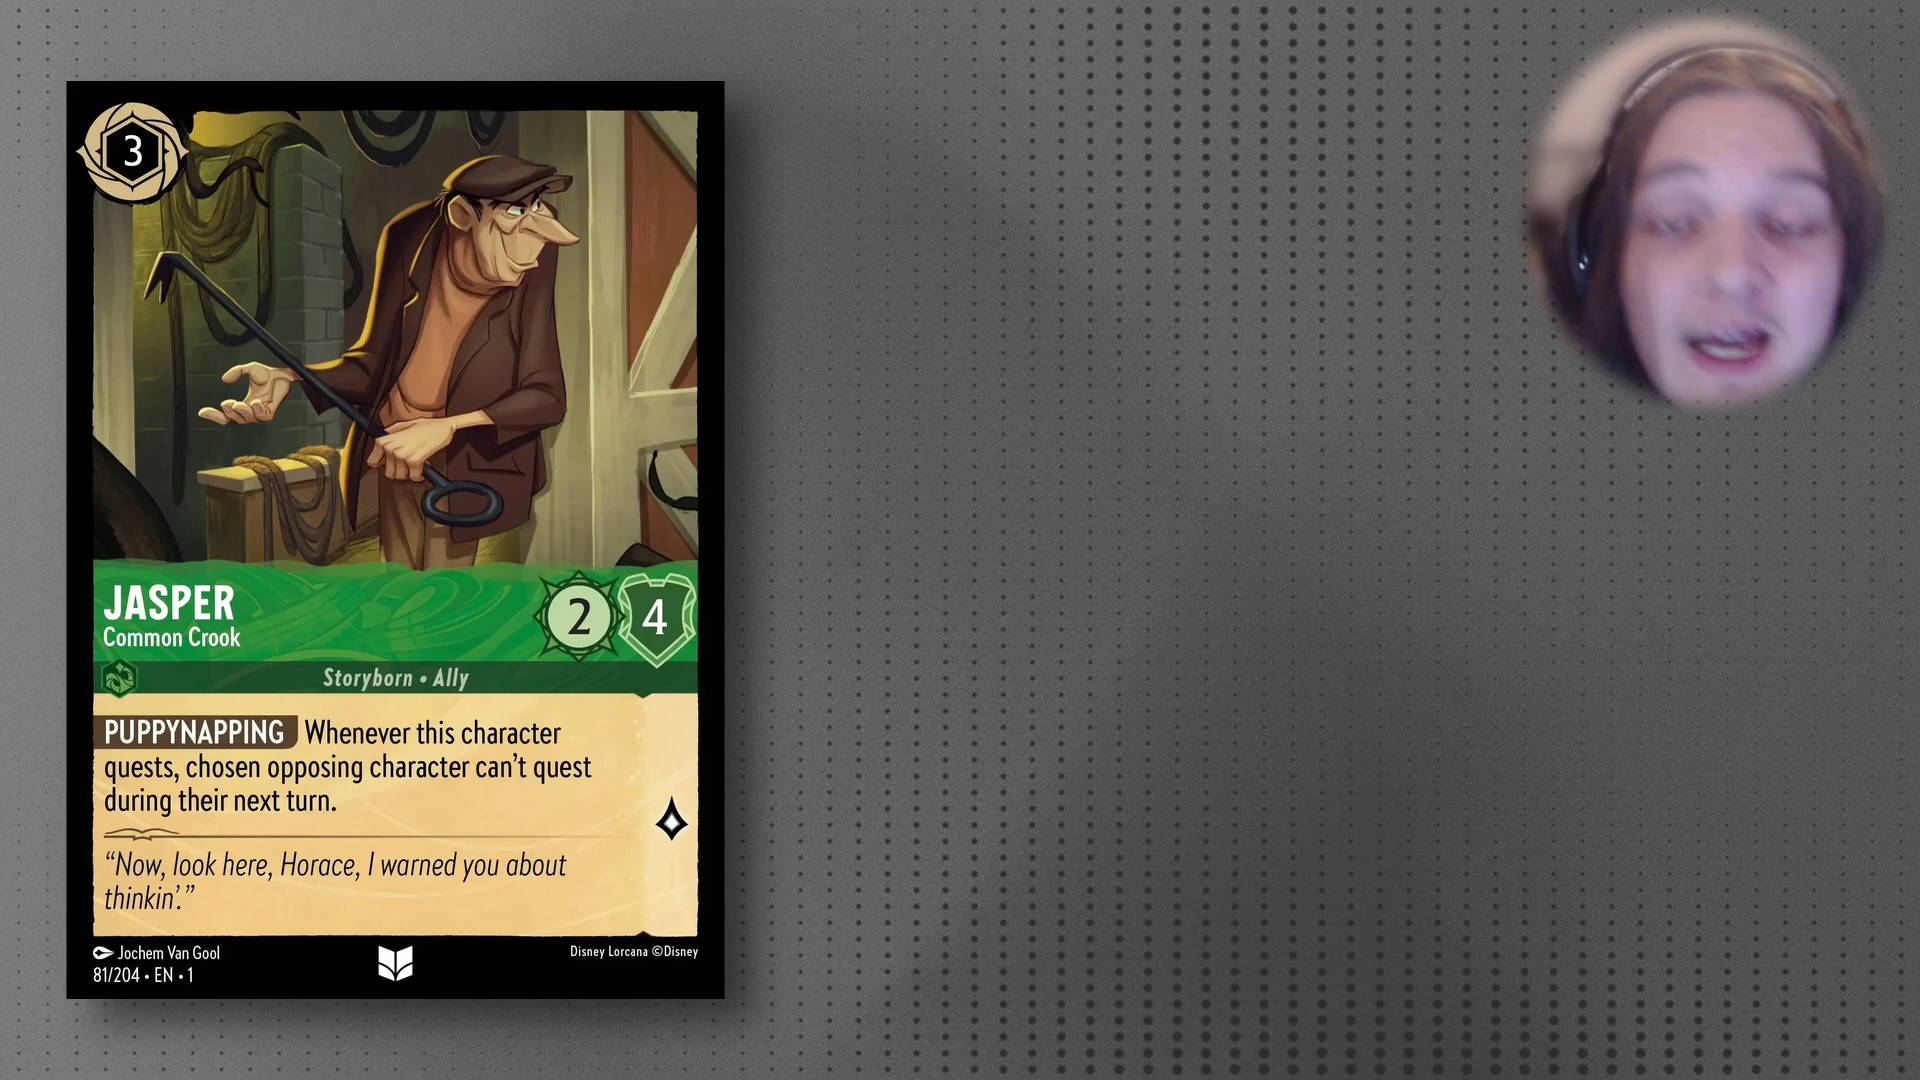 3
JASPER
Common Crook
2 4
Storyborn • Ally
PUPPYNAPPING Whenever this character
quests, chosen opposing character can’t quest
during their next turn.
“Now, look here, Horace, I warned you about
thinkin’.”
Jochem Van Gool
Disney Lorcana ©Disney
81/204 • EN • 1